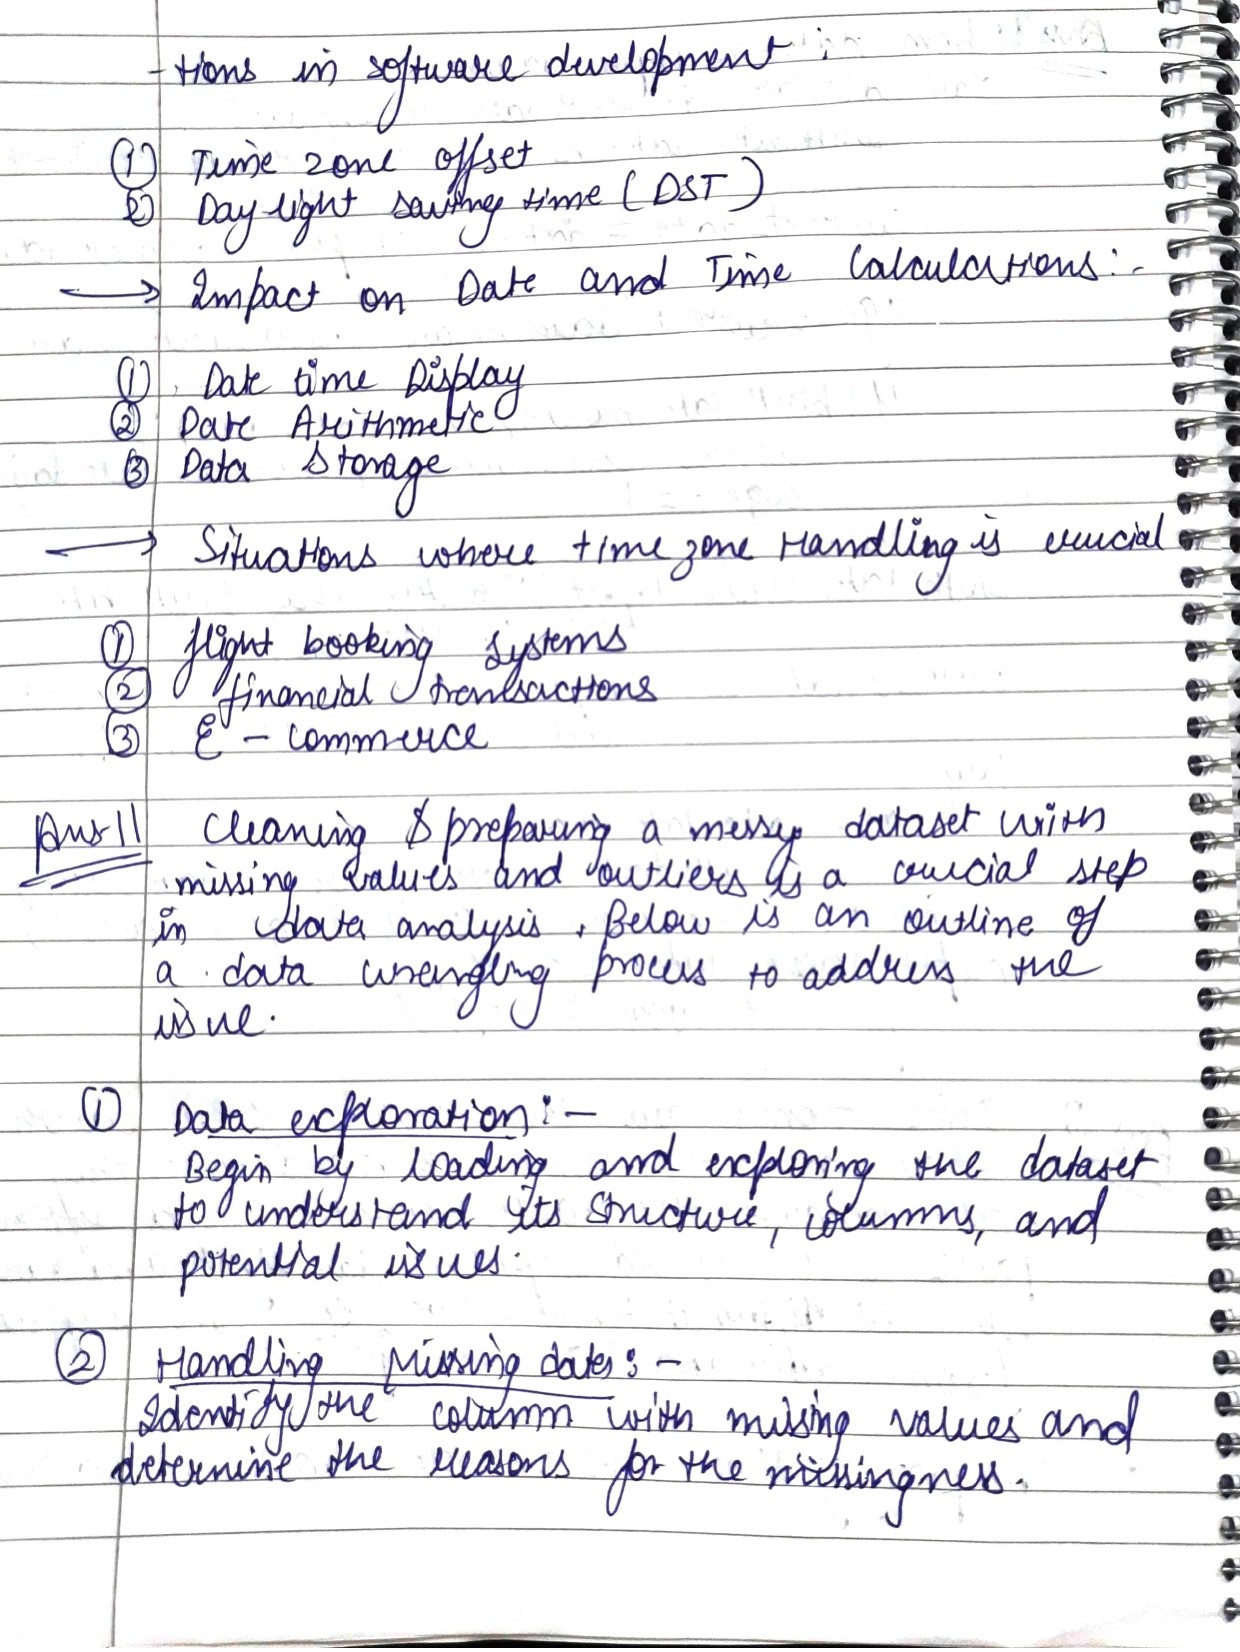 -tions in software development :
① Time zone offset
② Day light saving time (DST)
→ Impact on Date and Time Calculations:-
① Date time Display
② Date Arithmetic
③ Data Storage
→ Situations where time zone Handling is crucial
① flight booking systems
② financial transactions
③ E - commerce
Ans 11 Cleaning & preparing a messy dataset with
missing values and outliers is a crucial step
in data analysis. Below is an outline of
a data wrangling process to address the
issue.
① Data exploration:-
Begin by loading and exploring the dataset
to understand its structure, columns, and
potential issues.
② Handling Missing data:-
Identify the column with missing values and
determine the reasons for the missingness.